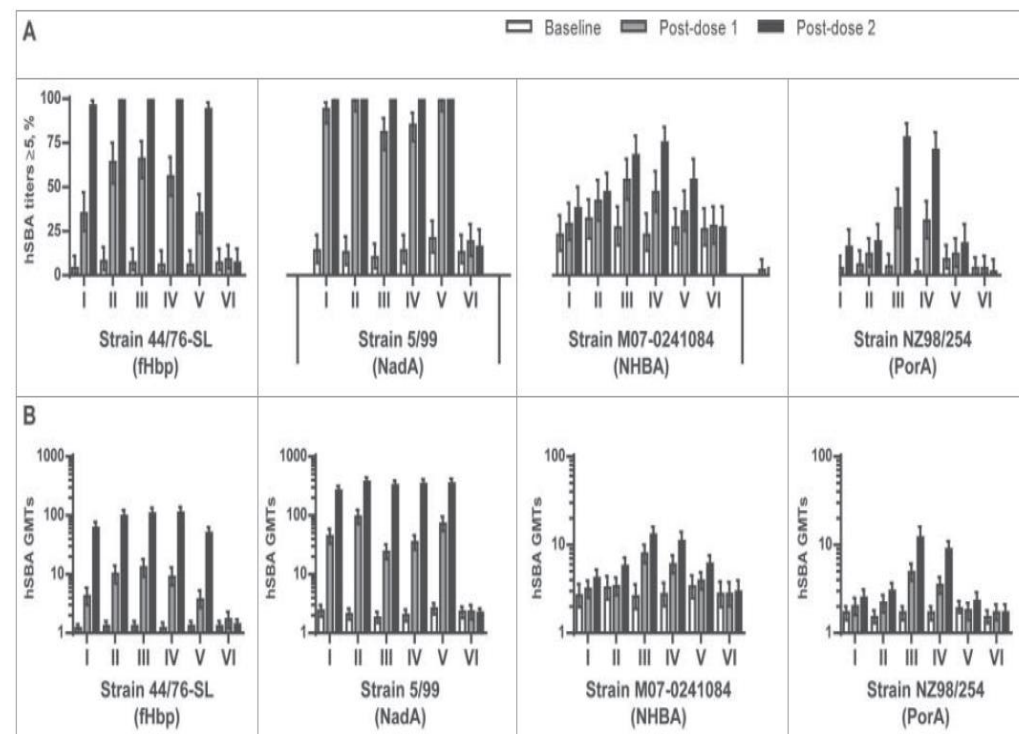 A
Baseline Post-dose 1 Post-dose 2
hSBA titers ≥5, %
100
75
50
25
0
I II III IV V VI
Strain 44/76-SL
(fHbp)
I II III IV V VI
Strain 5/99
(NadA)
I II III IV V VI
Strain M07-0241084
(NHBA)
I II III IV V VI
Strain NZ98/254
(PorA)
B
hSBA GMTs
1000
100
10
1
I II III IV V VI
Strain 44/76-SL
(fHbp)
hSBA GMTs
1000
100
10
1
I II III IV V VI
Strain 5/99
(NadA)
hSBA GMTs
100
10
1
I II III IV V VI
Strain M07-0241084
(NHBA)
hSBA GMTs
100
10
1
I II III IV V VI
Strain NZ98/254
(PorA)